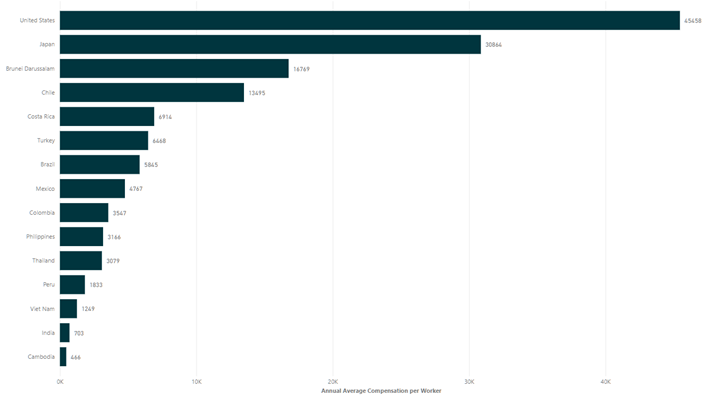 United States 45458
Japan 30864
Brunei Darussalam 16769
Chile 13495
Costa Rica 6914
Turkey 6468
Brazil 5845
Mexico 4767
Colombia 3547
Philippines 3166
Thailand 3079
Peru 1833
Viet Nam 1249
India 703
Cambodia 466
0K 10K 20K 30K 40K
Annual Average Compensation per Worker